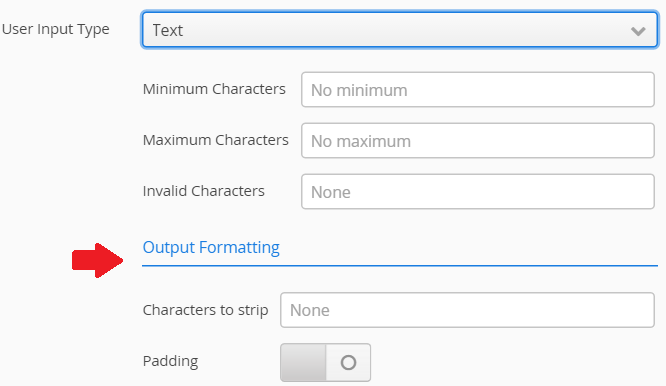 User Input Type Text
Minimum Characters No minimum
Maximum Characters No maximum
Invalid Characters None
Output Formatting
Characters to strip None
Padding